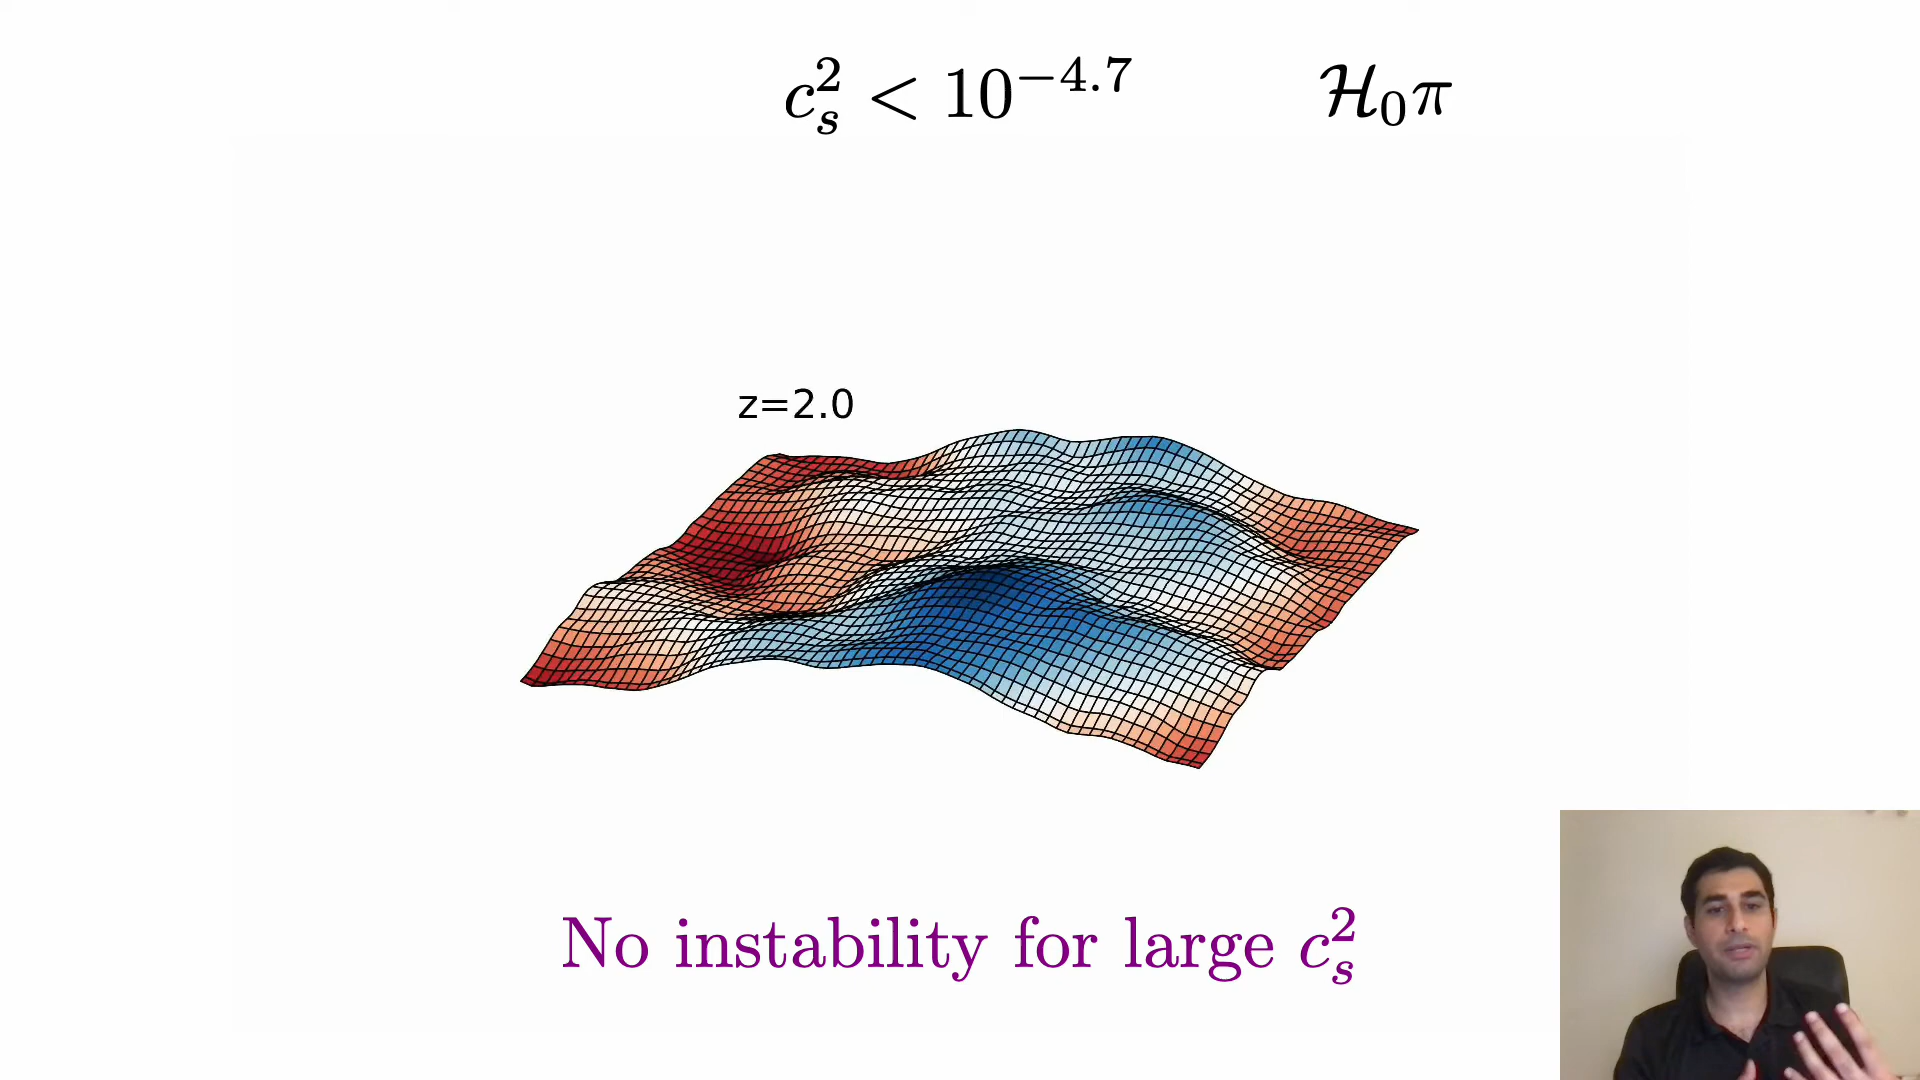 $c_s^2 < 10^{-4.7}$ $\mathcal{H}_0\pi$
z=2.0
No instability for large $c_s^2$